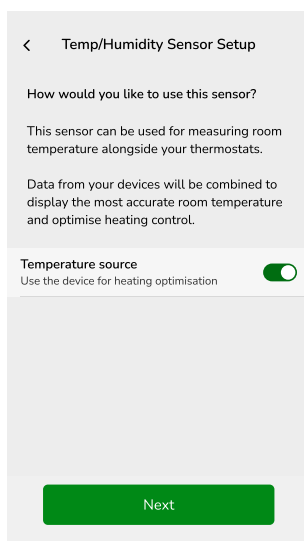 Temp/Humidity Sensor Setup
How would you like to use this sensor?
This sensor can be used for measuring room
temperature alongside your thermostats.
Data from your devices will be combined to
display the most accurate room temperature
and optimise heating control.
Temperature source
Use the device for heating optimisation
Next